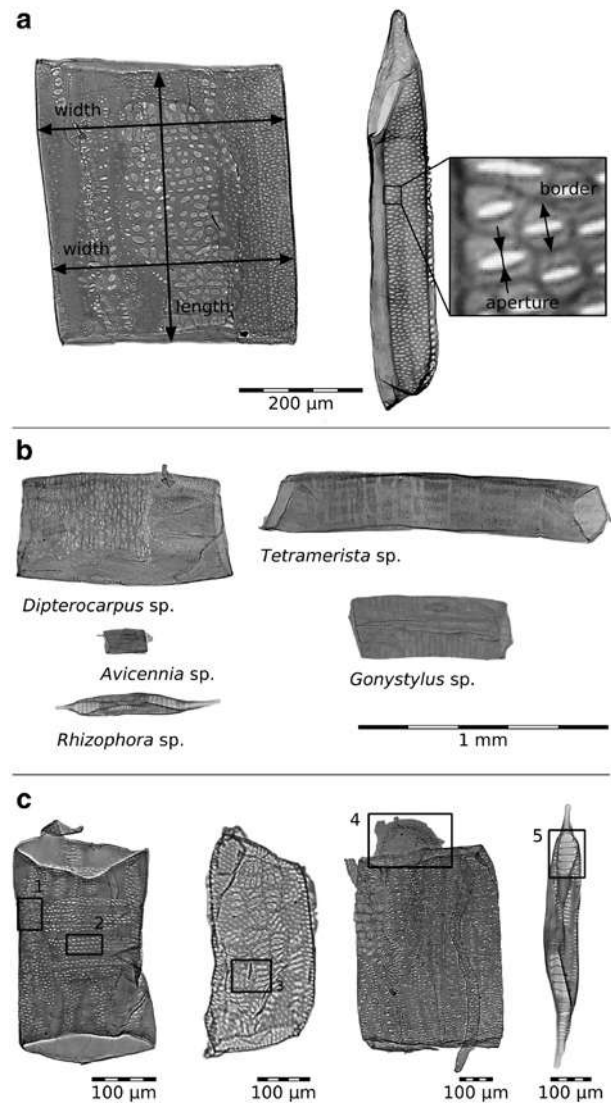 a
width
width
length
border
aperture
200 µm
b
Dipterocarpus sp.
Tetramerista sp.
Avicennia sp.
Gonystylus sp.
Rhizophora sp.
1 mm
c
1
2
3
4
5
100 µm
100 µm
100 µm
100 µm